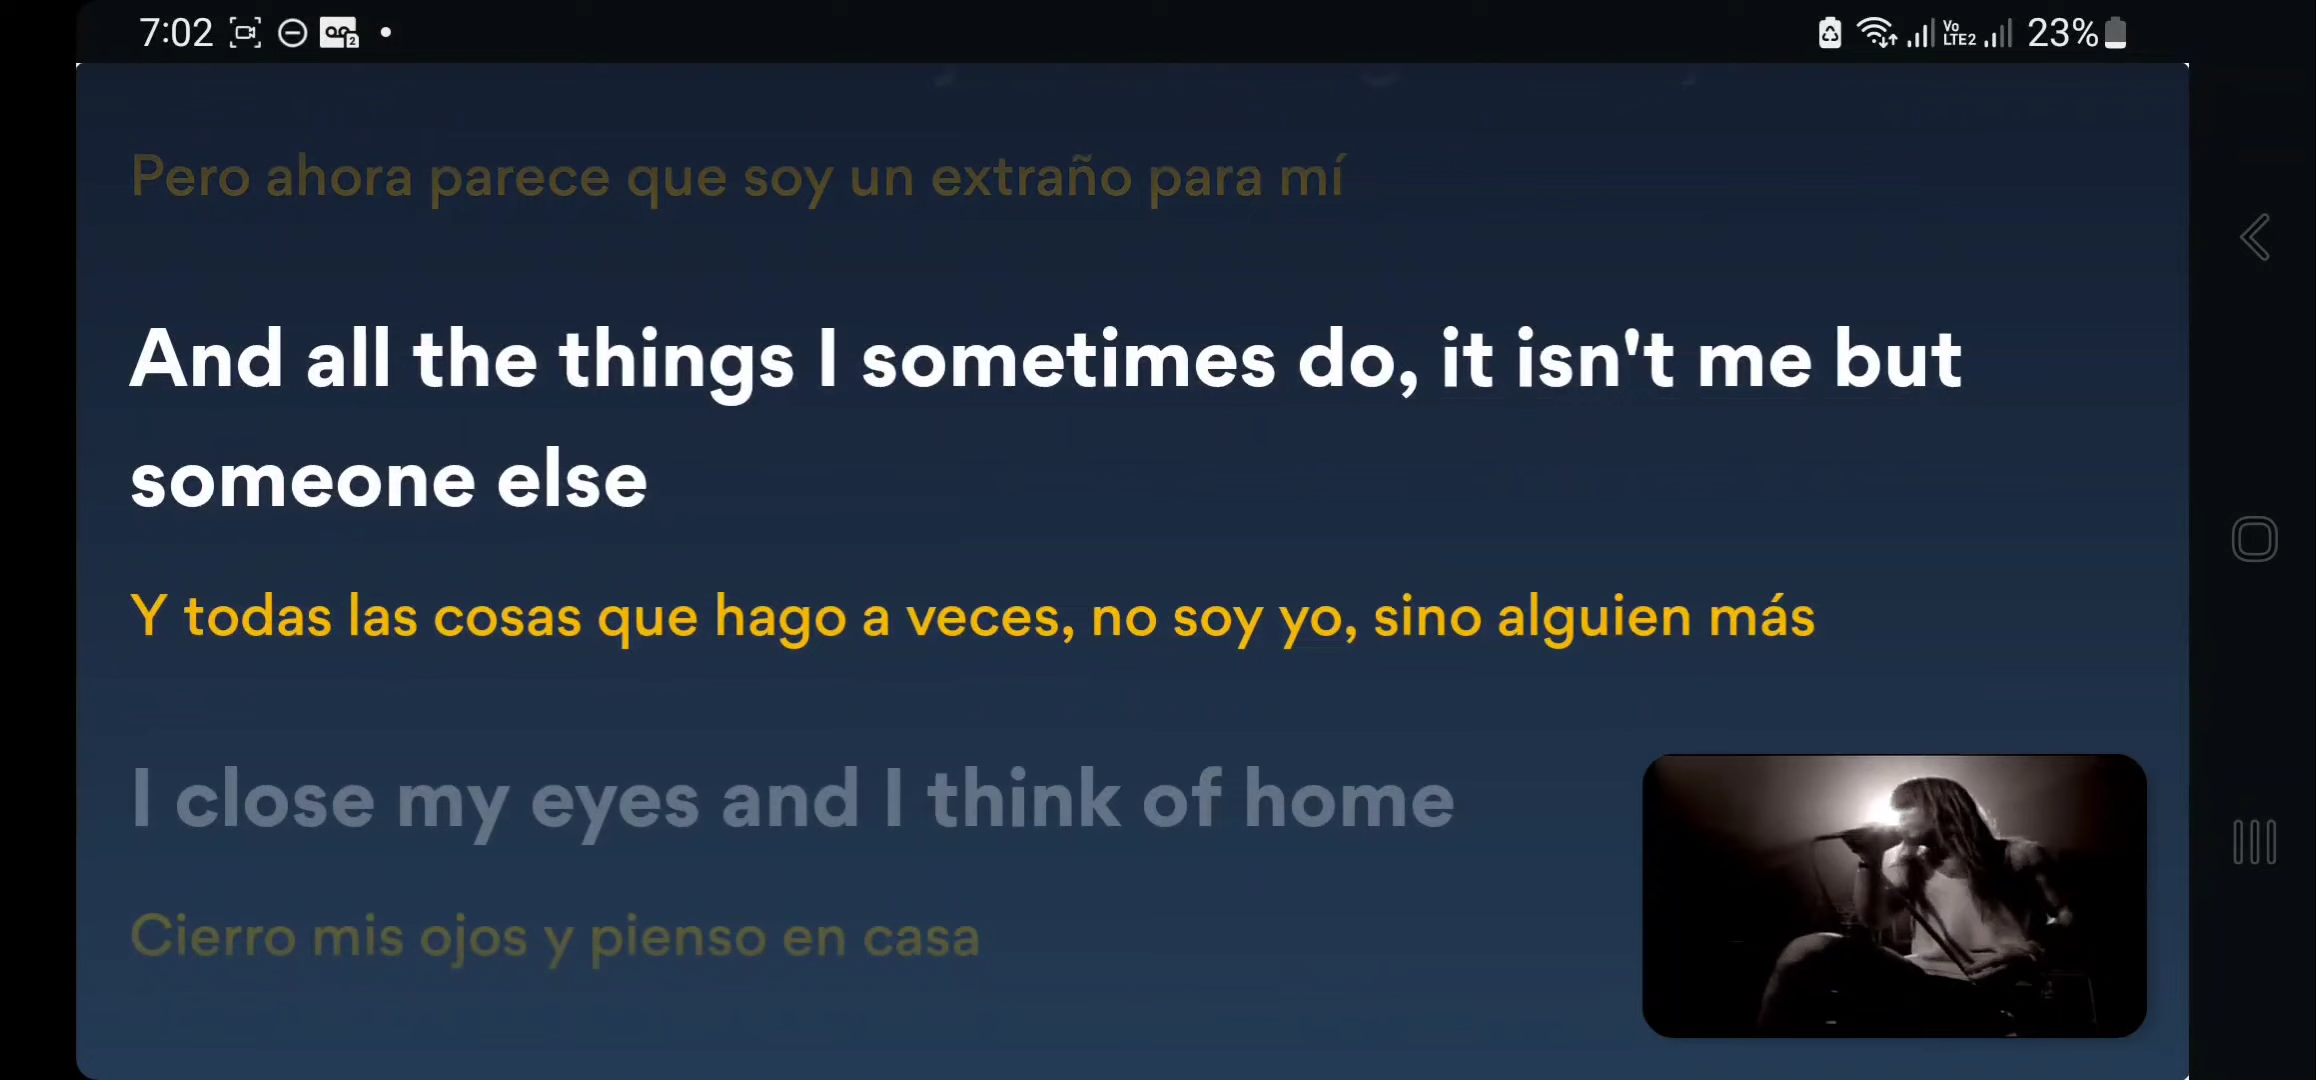 7:02
Vo
LTE2
23%
Pero ahora parece que soy un extraño para mí
And all the things I sometimes do, it isn't me but
someone else
Y todas las cosas que hago a veces, no soy yo, sino alguien más
I close my eyes and I think of home
Cierro mis ojos y pienso en casa